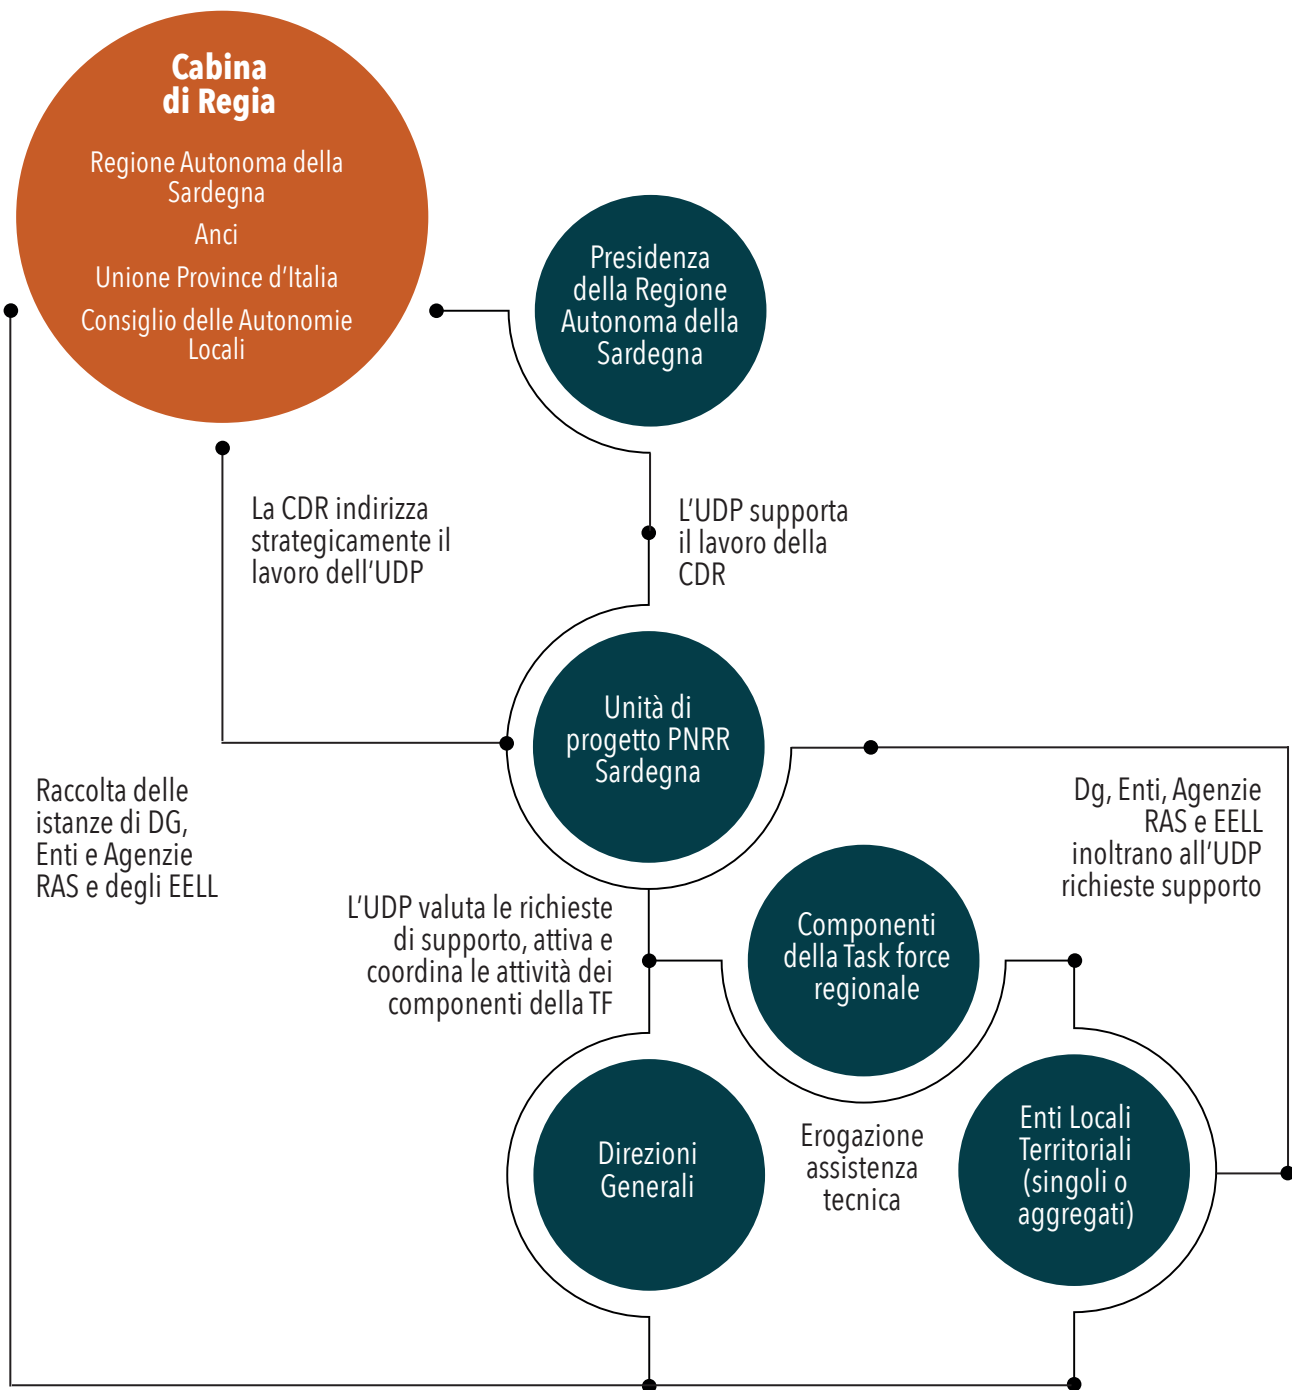 Cabina
di Regia
Regione Autonoma della
Sardegna
Anci
Unione Province d'Italia
Consiglio delle Autonomie
Locali
Presidenza
della Regione
Autonoma della
Sardegna
La CDR indirizza
strategicamente il
lavoro dell'UDP
L'UDP supporta
il lavoro della
CDR
Unità di
progetto PNRR
Sardegna
Raccolta delle
istanze di DG,
Enti e Agenzie
RAS e degli EELL
Dg, Enti, Agenzie
RAS e EELL
inoltrano all'UDP
richieste supporto
L'UDP valuta le richieste
di supporto, attiva e
coordina le attività dei
componenti della TF
Componenti
della Task force
regionale
Direzioni
Generali
Erogazione
assistenza
tecnica
Enti Locali
Territoriali
(singoli o
aggregati)